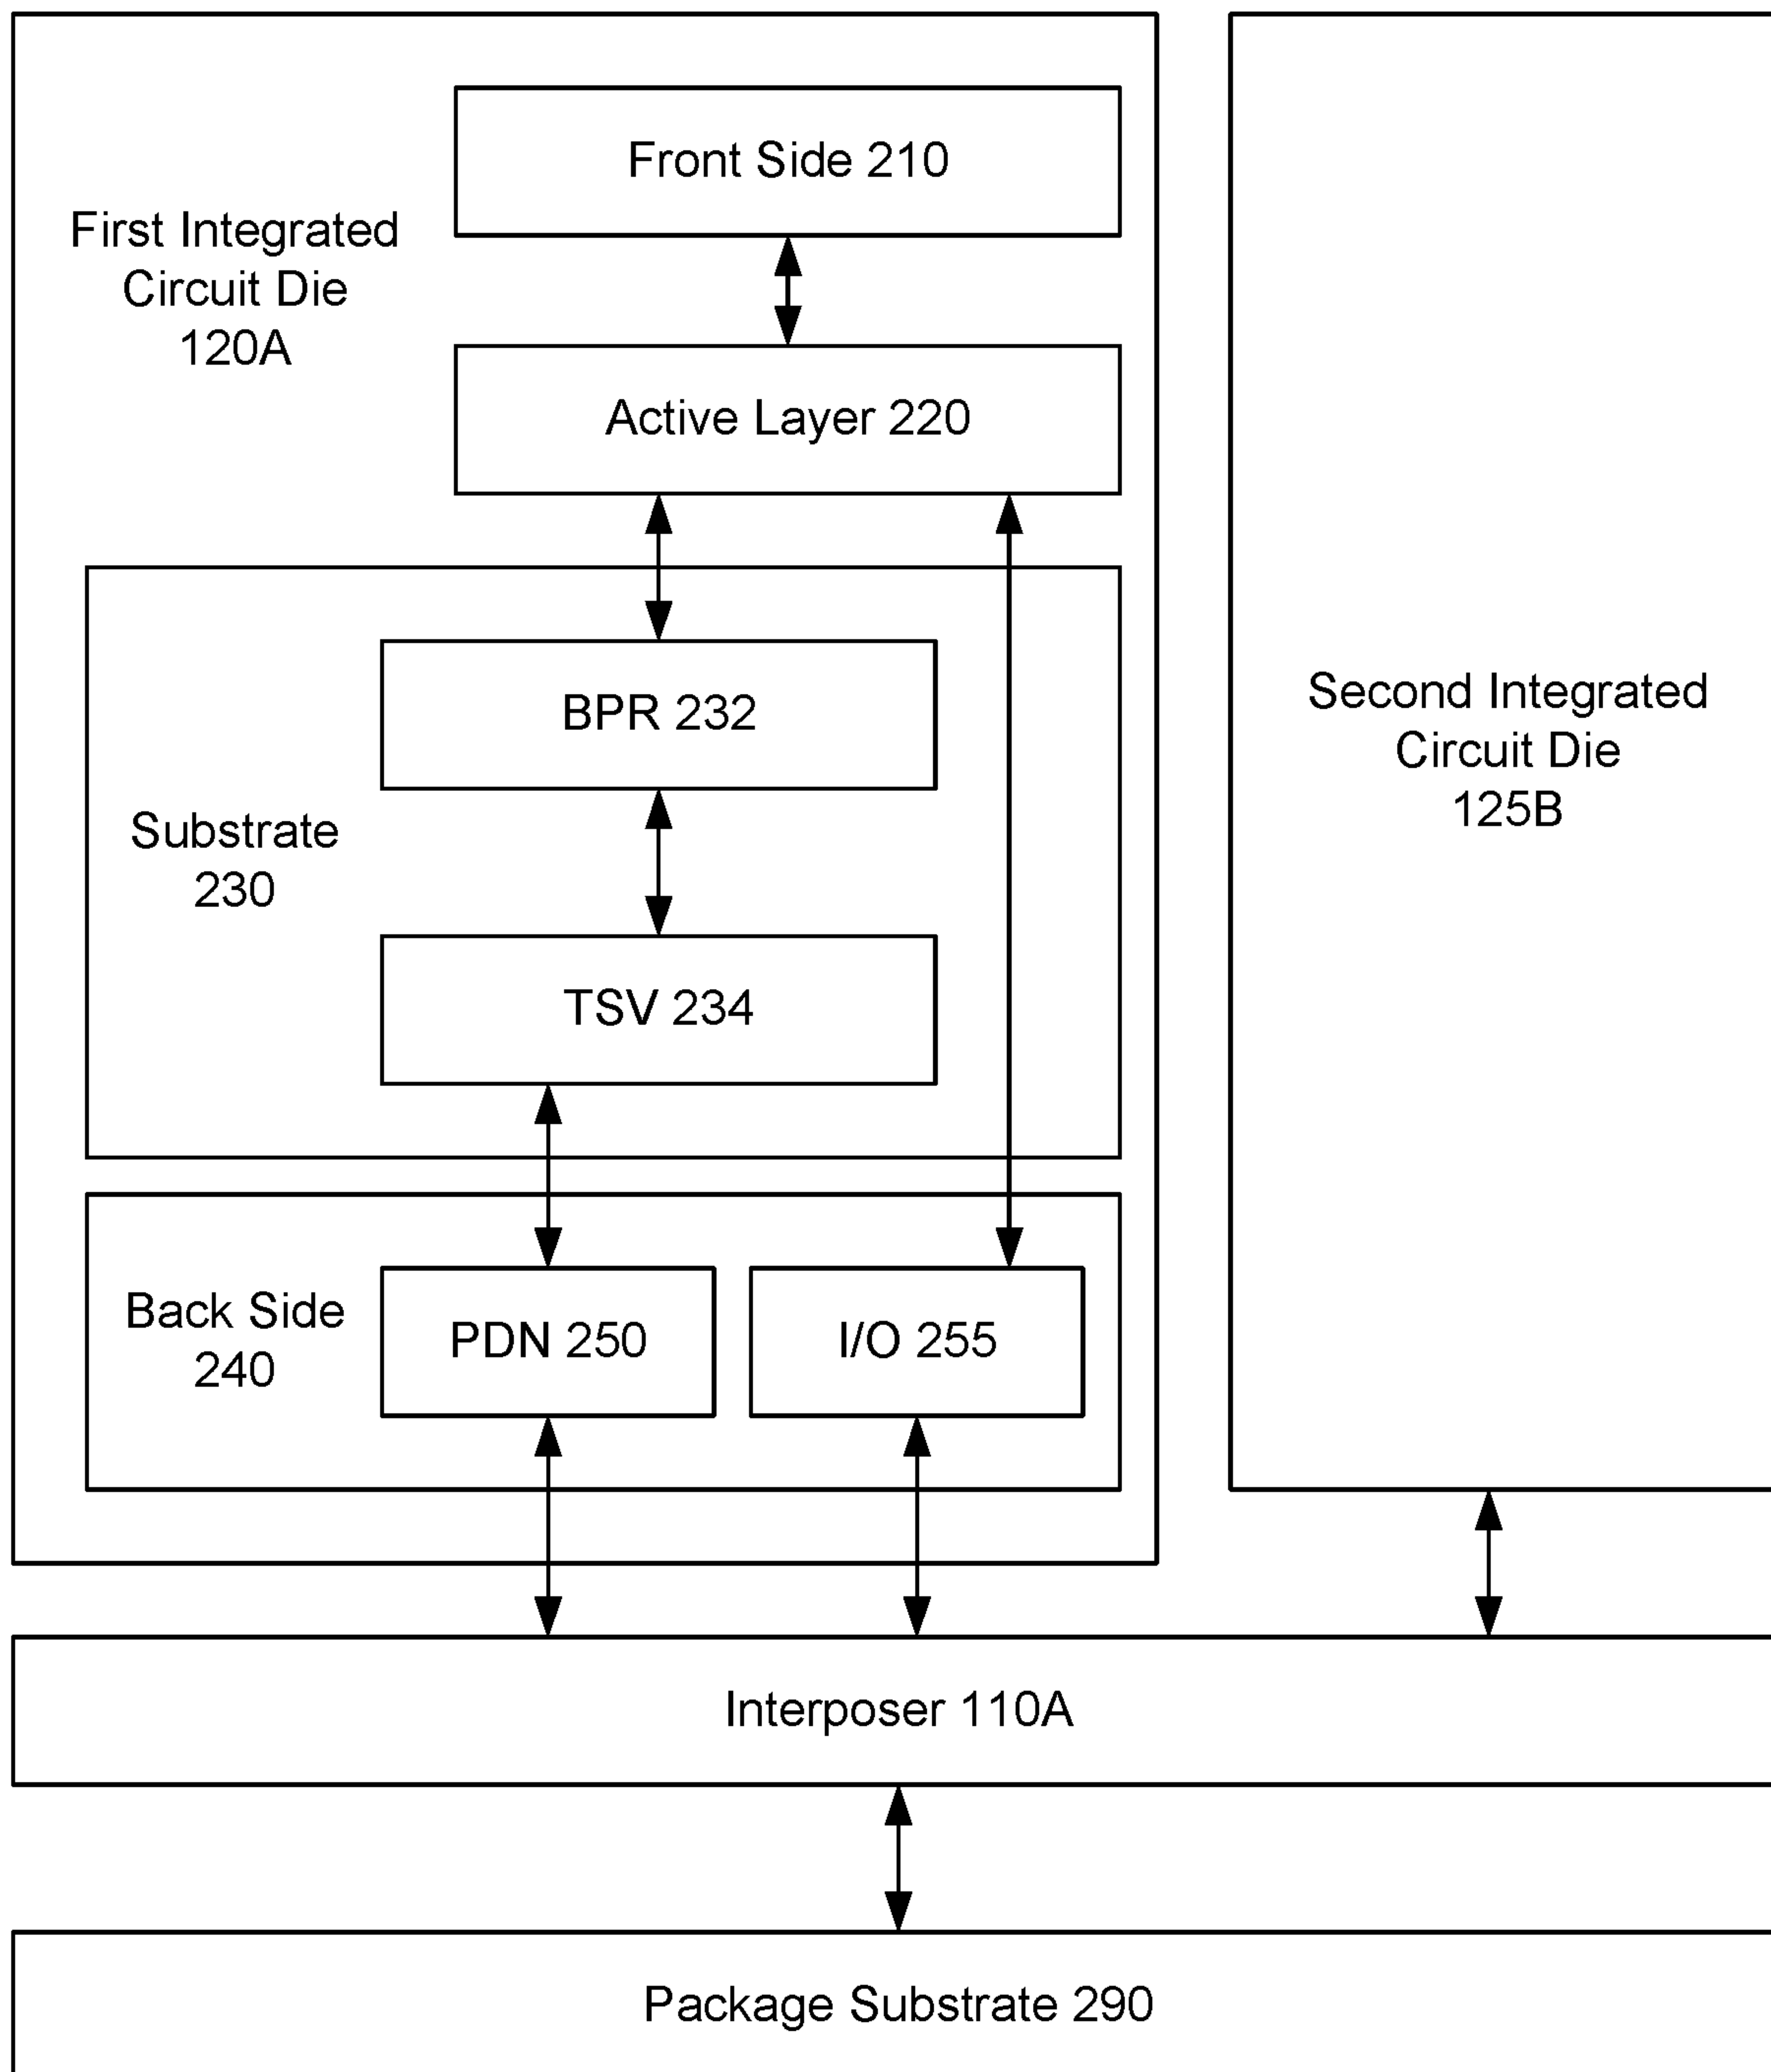 Front Side 210
First Integrated
Circuit Die
120A
Active Layer 220
BPR 232
Second Integrated
Circuit Die
125B
Substrate
230
TSV 234
Back Side
240
PDN 250
I/O 255
Interposer 110A
Package Substrate 290